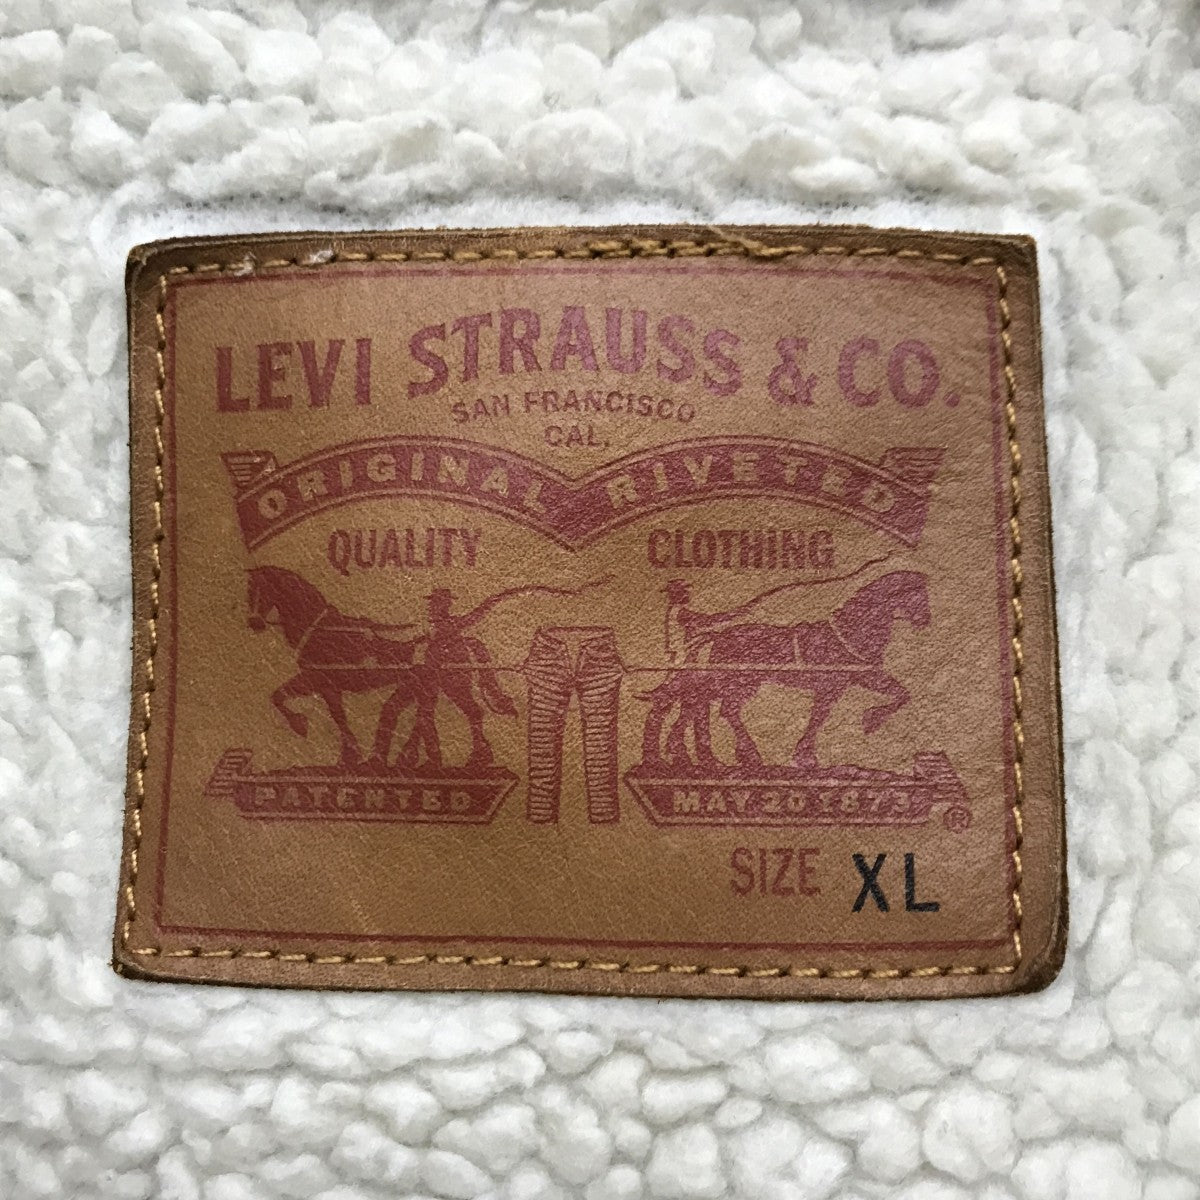 LEVI STRAUSS & CO.
SAN FRANCISCO
CAL.
ORIGINAL RIVETED
QUALITY CLOTHING
PATENTED MAY 20 1873
®
SIZE XL